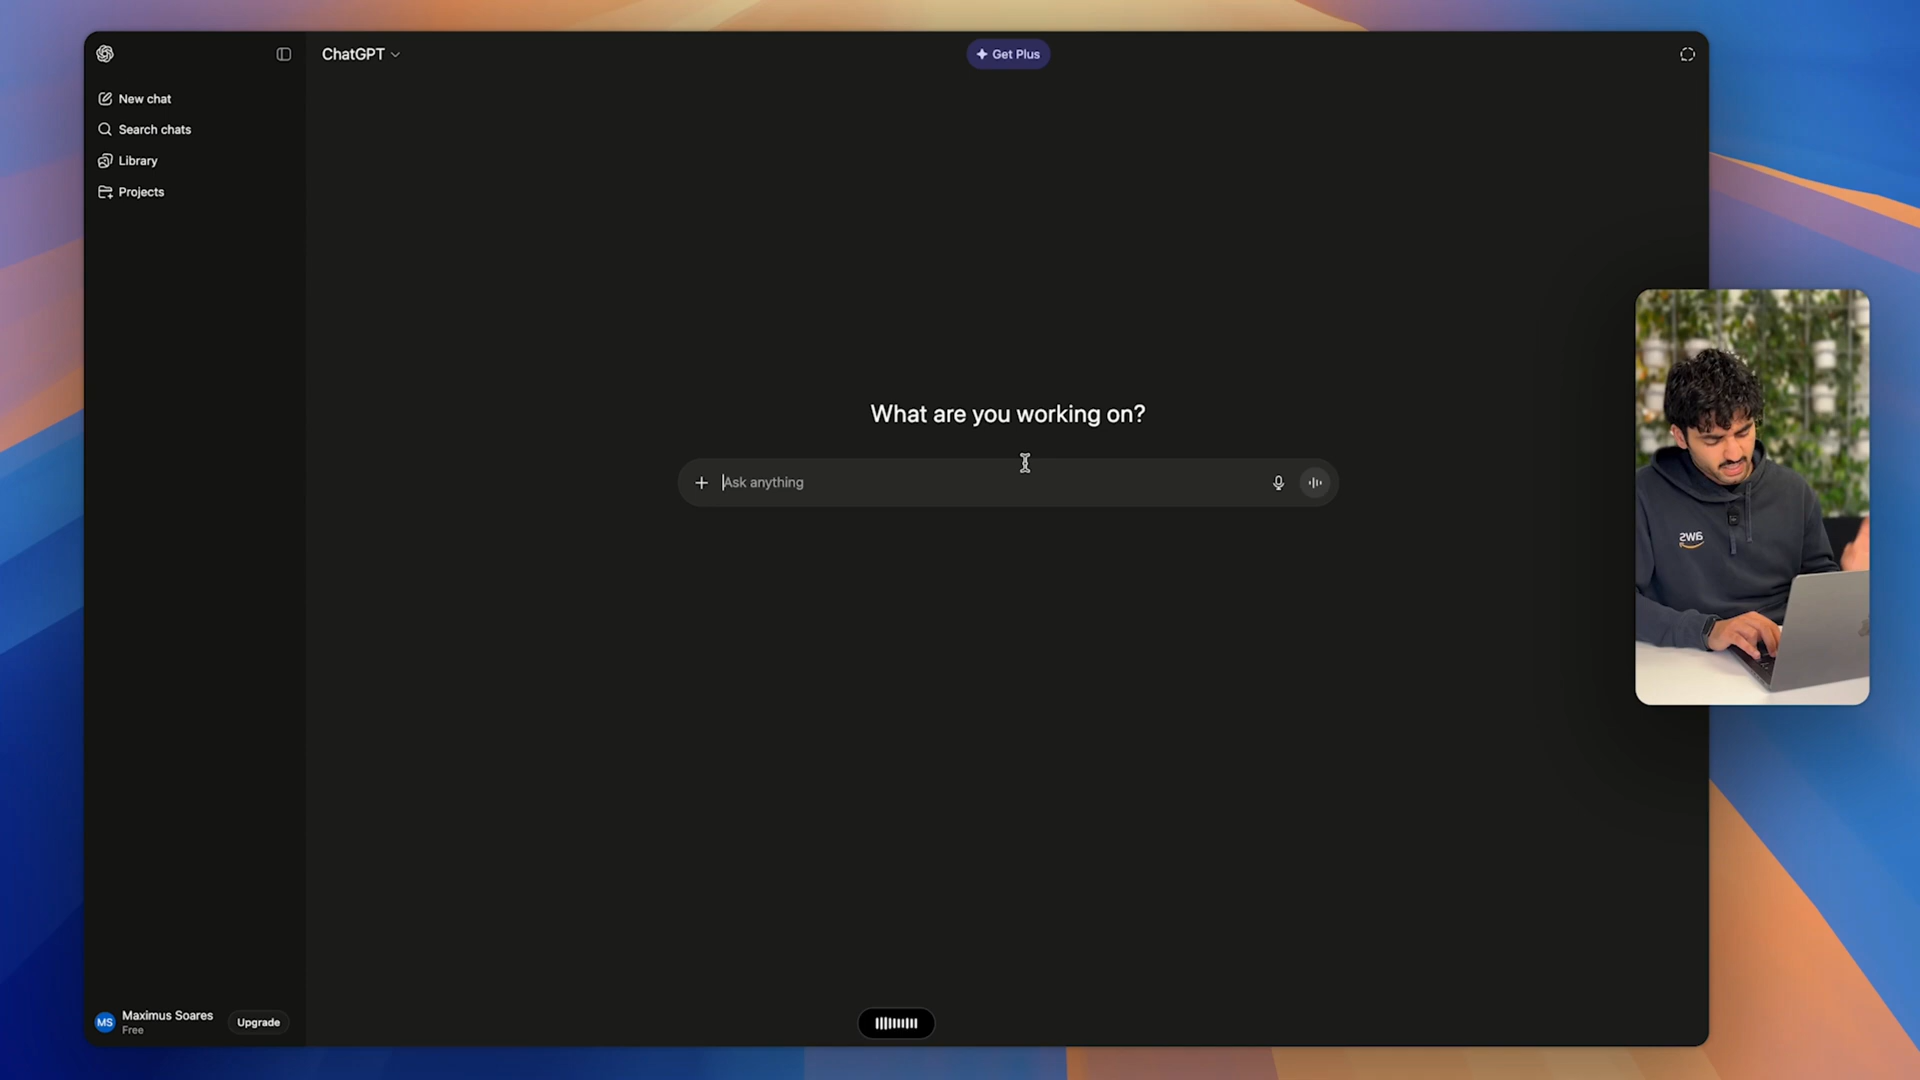 ChatGPT
Get Plus
New chat
Search chats
Library
Projects
What are you working on?
Ask anything
aws
MS
Maximus Soares
Free
Upgrade